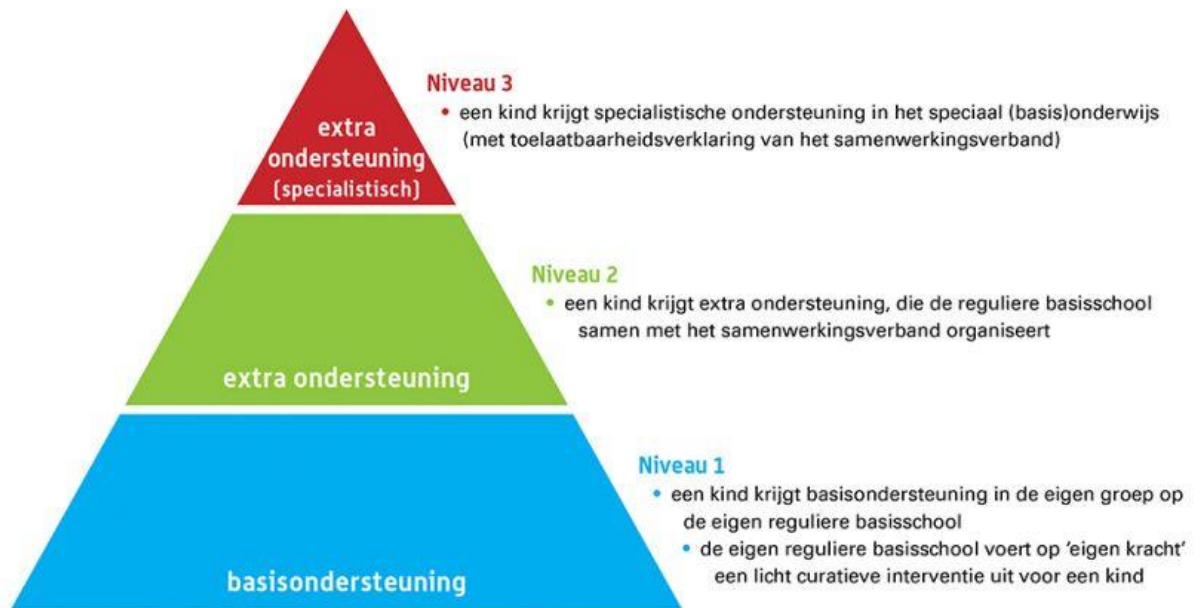 Niveau 3
• een kind krijgt specialistische ondersteuning in het speciaal (basis)onderwijs
(met toelaatbaarheidsverklaring van het samenwerkingsverband)
extra
ondersteuning
(specialistisch)
Niveau 2
• een kind krijgt extra ondersteuning, die de reguliere basisschool
samen met het samenwerkingsverband organiseert
extra ondersteuning
Niveau 1
• een kind krijgt basisondersteuning in de eigen groep op
de eigen reguliere basisschool
• de eigen reguliere basisschool voert op ‘eigen kracht’
een licht curatieve interventie uit voor een kind
basisondersteuning